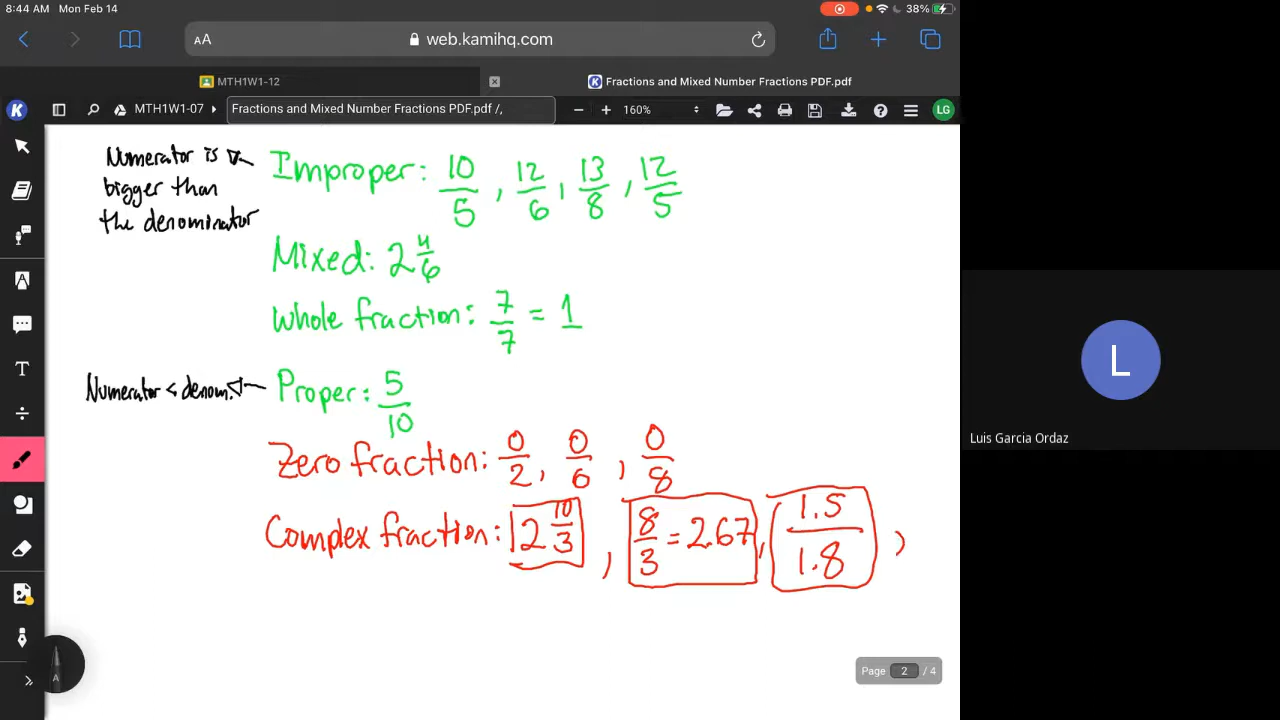 8:44 AM Mon Feb 14
38%
AA
web.kamihq.com
MTH1W1-12
Fractions and Mixed Number Fractions PDF.pdf
K
MTH1W1-07
Fractions and Mixed Number Fractions PDF.pdf /,
160%
LG
Numerator is
bigger than
the denominator
Improper: 10/5, 12/6, 13/8, 12/5
Mixed: 2 4/6
Whole fraction: 7/7 = 1
Numerator < denom.
Proper: 5/10
Zero fraction: 0/2, 0/6, 0/8
Complex fraction: 2 10/3, 8/3 = 2.67, 1.5/1.8,
Page 2 / 4
L
Luis Garcia Ordaz